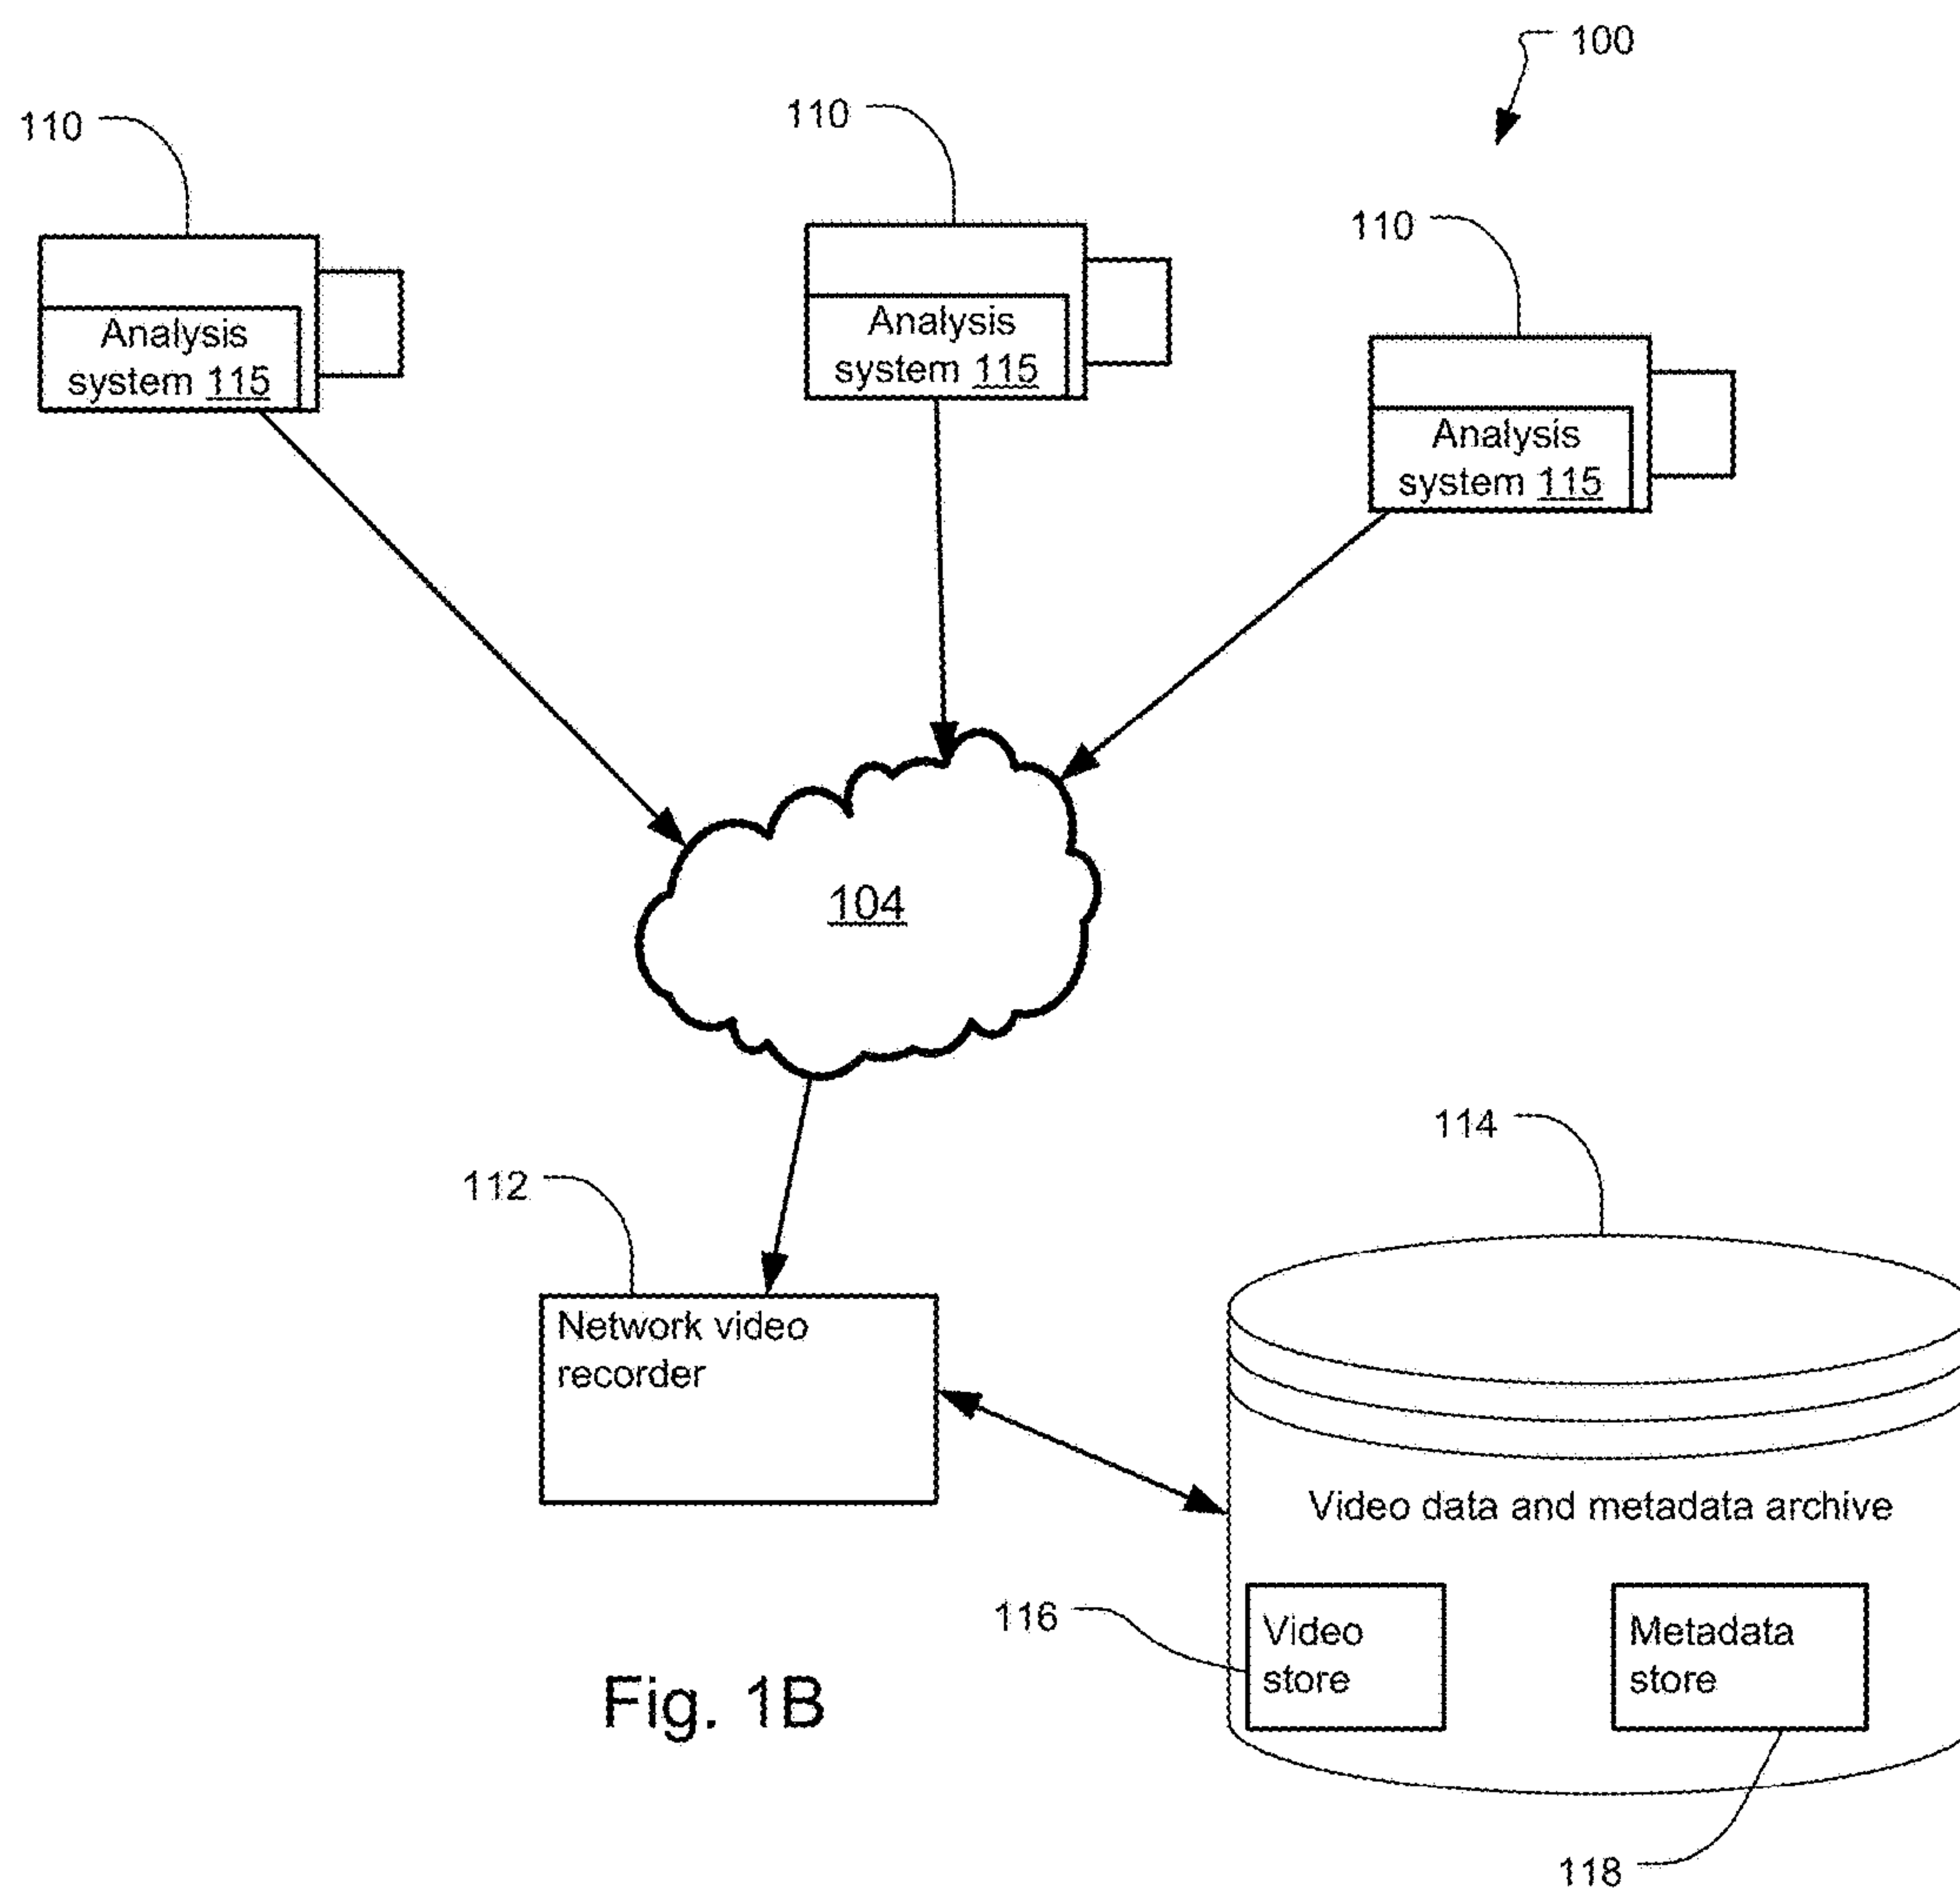 100
110
110
110
Analysis
system 115
Analysis
system 115
Analysis
system 115
104
112
114
Network video
recorder
Video data and metadata archive
116
Video
store
Metadata
store
Fig. 1B
118